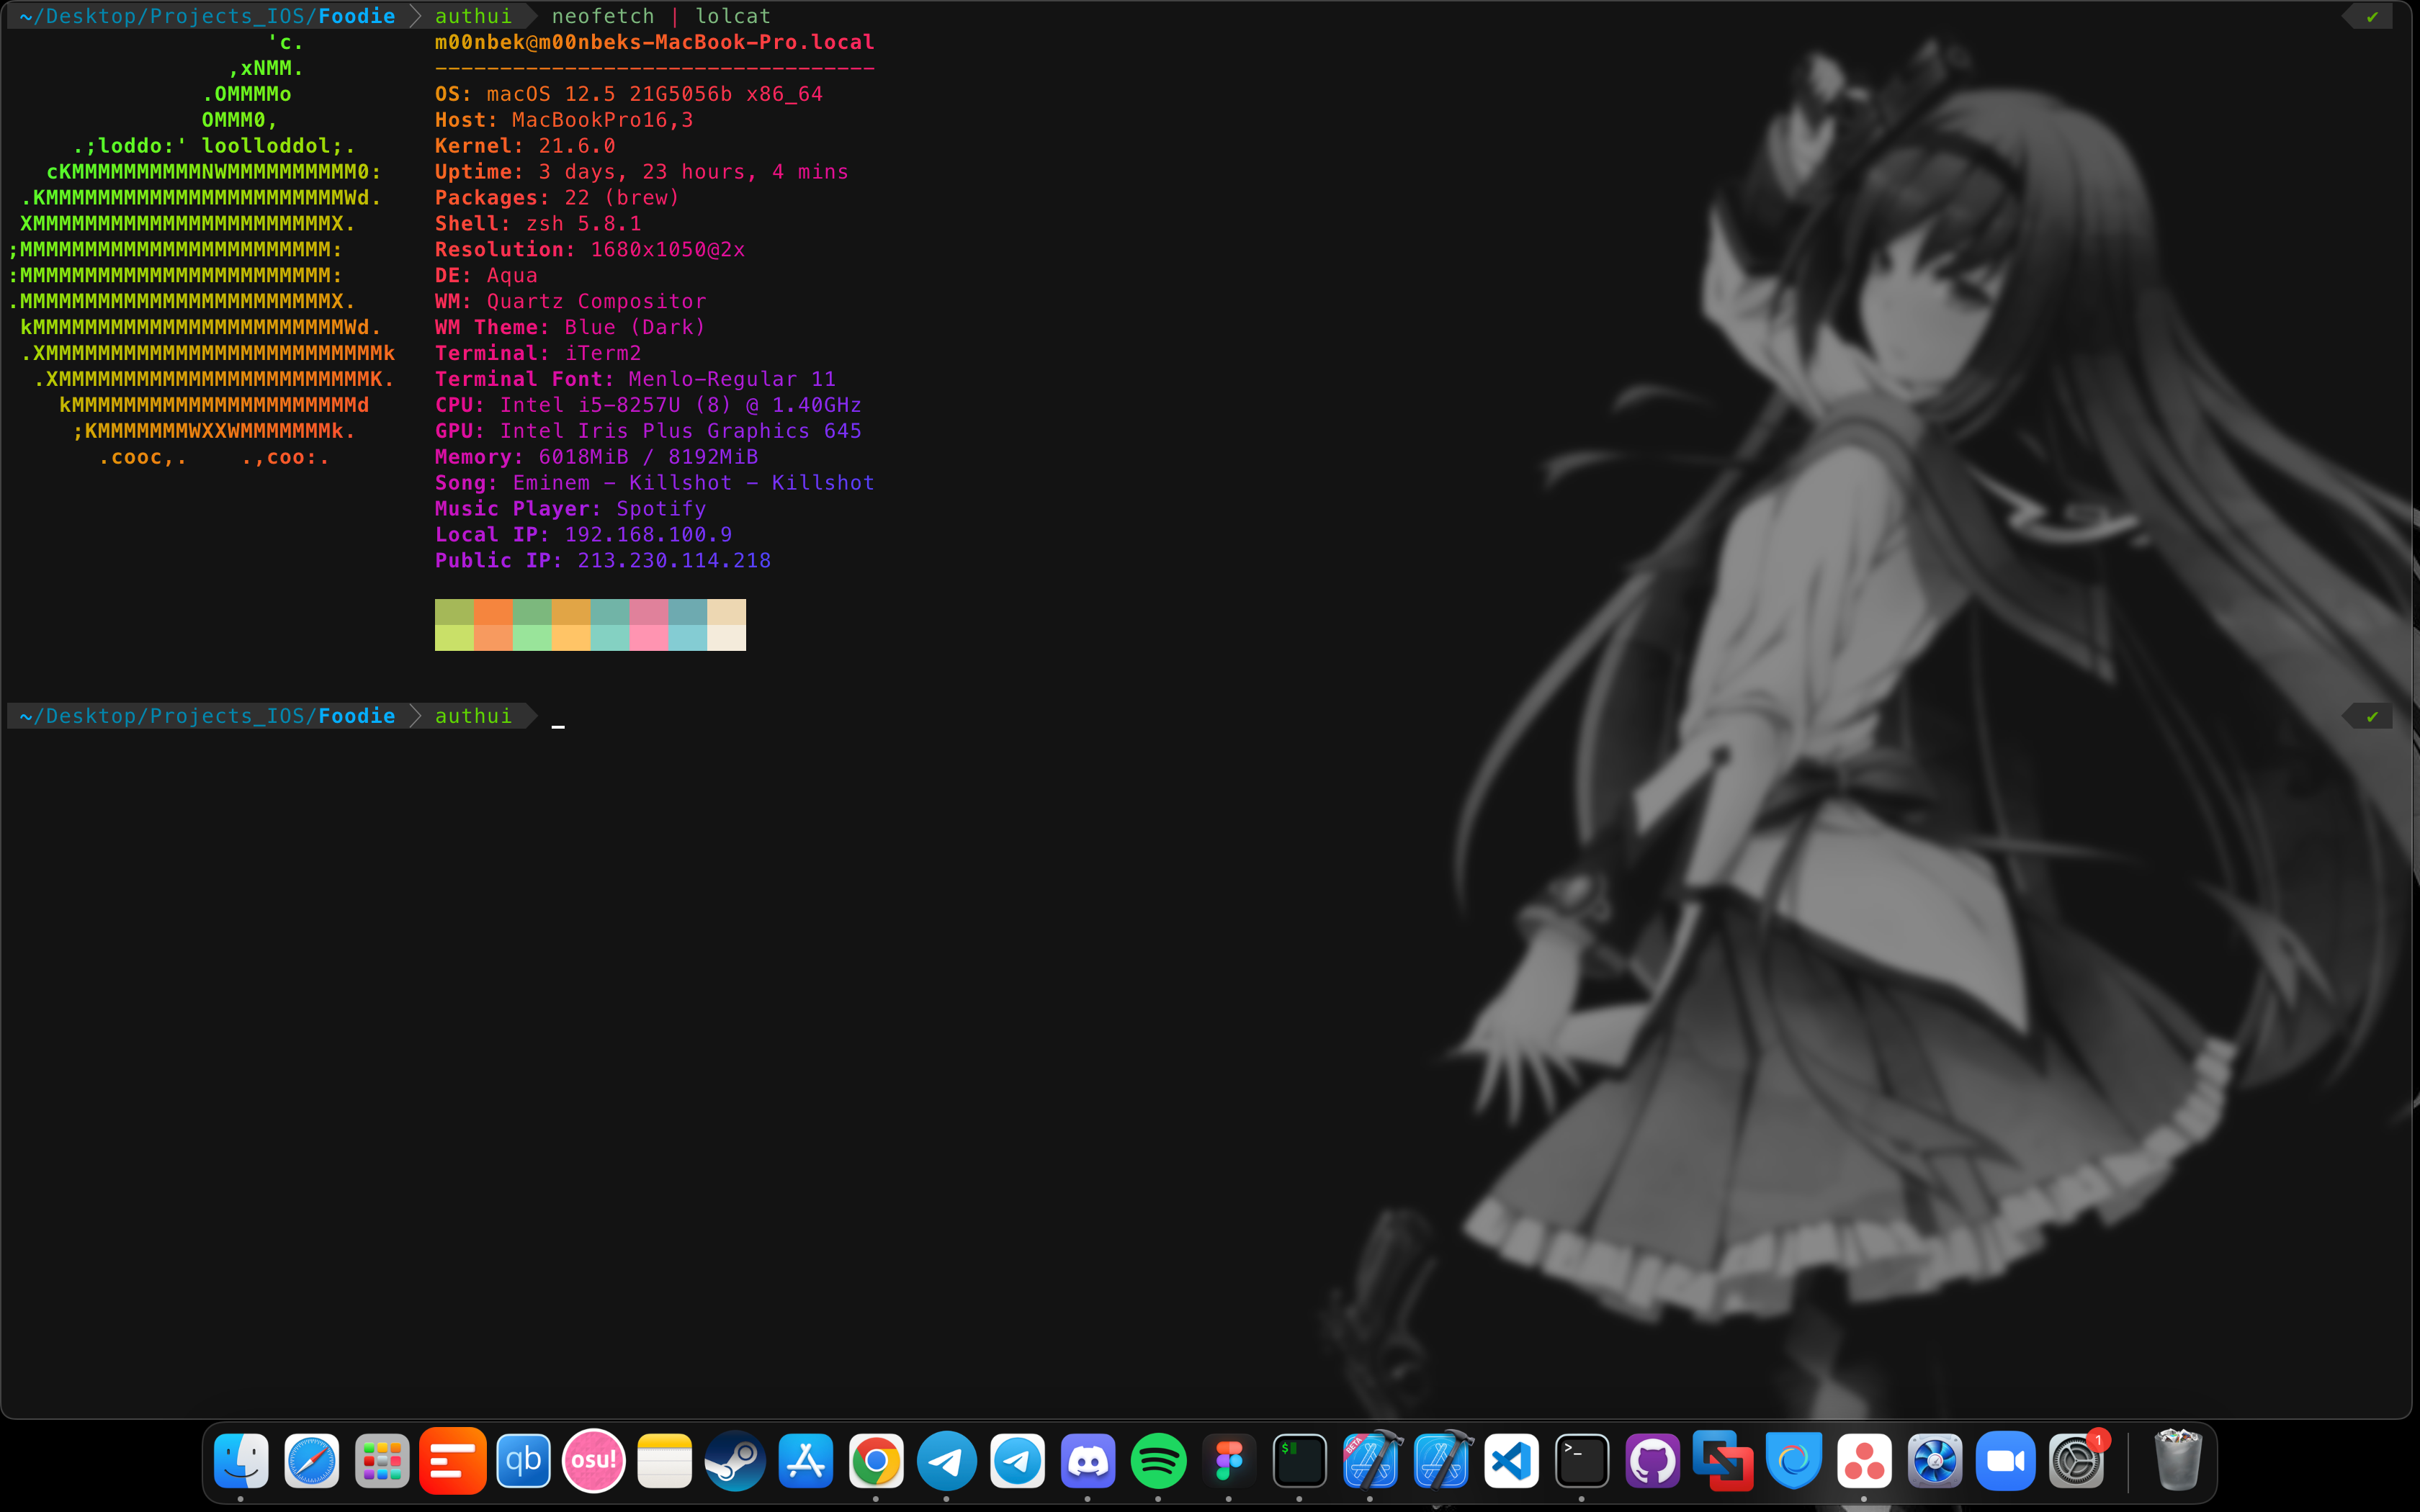 ~/Desktop/Projects_IOS/Foodie authui neofetch | lolcat ✔
'c. m00nbek@m00nbeks-MacBook-Pro.local
,xNMM. ----------------------------------
.OMMMMo OS: macOS 12.5 21G5056b x86_64
OMMM0, Host: MacBookPro16,3
.;loddo:' loolloddol;. Kernel: 21.6.0
cKMMMMMMMMMMNWMMMMMMMMMM0: Uptime: 3 days, 23 hours, 4 mins
.KMMMMMMMMMMMMMMMMMMMMMMMWd. Packages: 22 (brew)
XMMMMMMMMMMMMMMMMMMMMMMMX. Shell: zsh 5.8.1
;MMMMMMMMMMMMMMMMMMMMMMMM: Resolution: 1680x1050@2x
:MMMMMMMMMMMMMMMMMMMMMMMM: DE: Aqua
.MMMMMMMMMMMMMMMMMMMMMMMMX. WM: Quartz Compositor
kMMMMMMMMMMMMMMMMMMMMMMMMWd. WM Theme: Blue (Dark)
.XMMMMMMMMMMMMMMMMMMMMMMMMMMk Terminal: iTerm2
.XMMMMMMMMMMMMMMMMMMMMMMMMK. Terminal Font: Menlo-Regular 11
kMMMMMMMMMMMMMMMMMMMMMMd CPU: Intel i5-8257U (8) @ 1.40GHz
;KMMMMMMMWXXWMMMMMMMk. GPU: Intel Iris Plus Graphics 645
.cooc,. .,coo:. Memory: 6018MiB / 8192MiB
Song: Eminem - Killshot - Killshot
Music Player: Spotify
Local IP: 192.168.100.9
Public IP: 213.230.114.218
~/Desktop/Projects_IOS/Foodie authui _ ✔
qb osu! $ BETA >_ 1